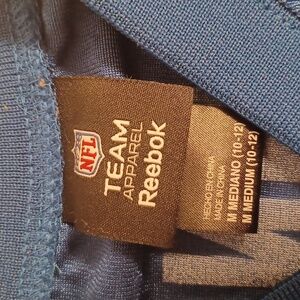 NFL
TEAM
APPAREL
Reebok
HECHO EN CHINA
MADE IN CHINA
M MEDIANO (10-12)
M MEDIUM (10-12)